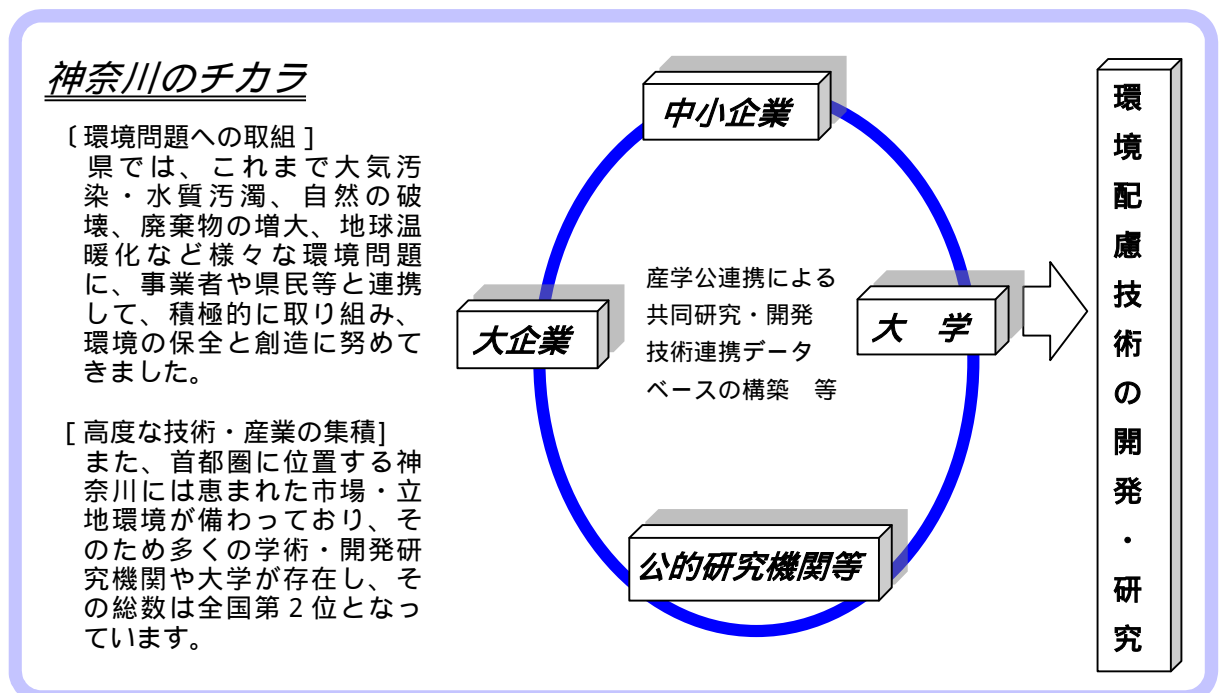 神奈川のチカラ
〔環境問題への取組]
県では、これまで大気汚
染・水質汚濁、自然の破
壊、廃棄物の増大、地球温
暖化など様々な環境問題
に、事業者や県民等と連携
して、積極的に取り組み、
環境の保全と創造に努めて
きました。
[高度な技術・産業の集積]
また、首都圏に位置する神
奈川には恵まれた市場・立
地環境が備わっており、そ
のため多くの学術・開発研
究機関や大学が存在し、そ
の総数は全国第2位となっ
ています。
中小企業
大企業
産学公連携による
共同研究・開発
技術連携データ
ベースの構築　等
大　学
公的研究機関等
環境配慮技術の開発・研究